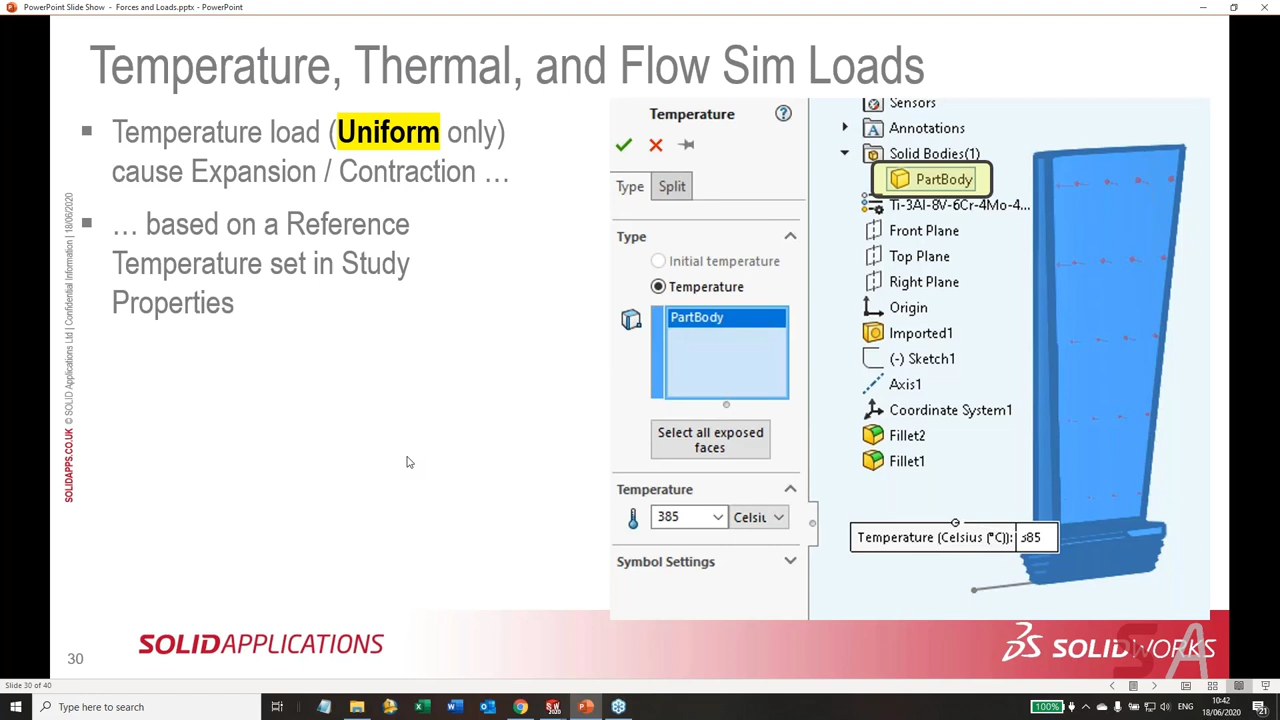 PowerPoint Slide Show - Forces and Loads.pptx - PowerPoint
Temperature, Thermal, and Flow Sim Loads
Temperature load (Uniform only)
cause Expansion / Contraction …
… based on a Reference
Temperature set in Study
Properties
SOLIDAPPS.CO.UK © SOLID Applications Ltd | Confidential Information | 18/06/2020
Temperature
Type
Split
Type
Initial temperature
Temperature
PartBody
Select all exposed
faces
Temperature
385
Celsiu
Symbol Settings
Sensors
Annotations
Solid Bodies(1)
PartBody
Ti-3Al-8V-6Cr-4Mo-4...
Front Plane
Top Plane
Right Plane
Origin
Imported1
(-) Sketch1
Axis1
Coordinate System1
Fillet2
Fillet1
Temperature (Celsius (°C)): 385
SOLIDAPPLICATIONS
SOLIDWORKS
SA
30
Slide 30 of 40
Type here to search
100%
ENG
10:42
18/06/2020
21